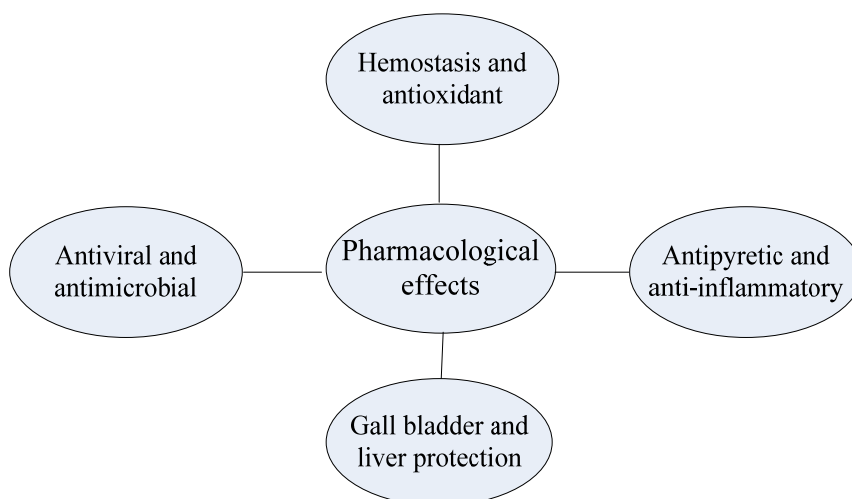 Hemostasis and
antioxidant
Antiviral and
antimicrobial
Pharmacological
effects
Antipyretic and
anti-inflammatory
Gall bladder and
liver protection